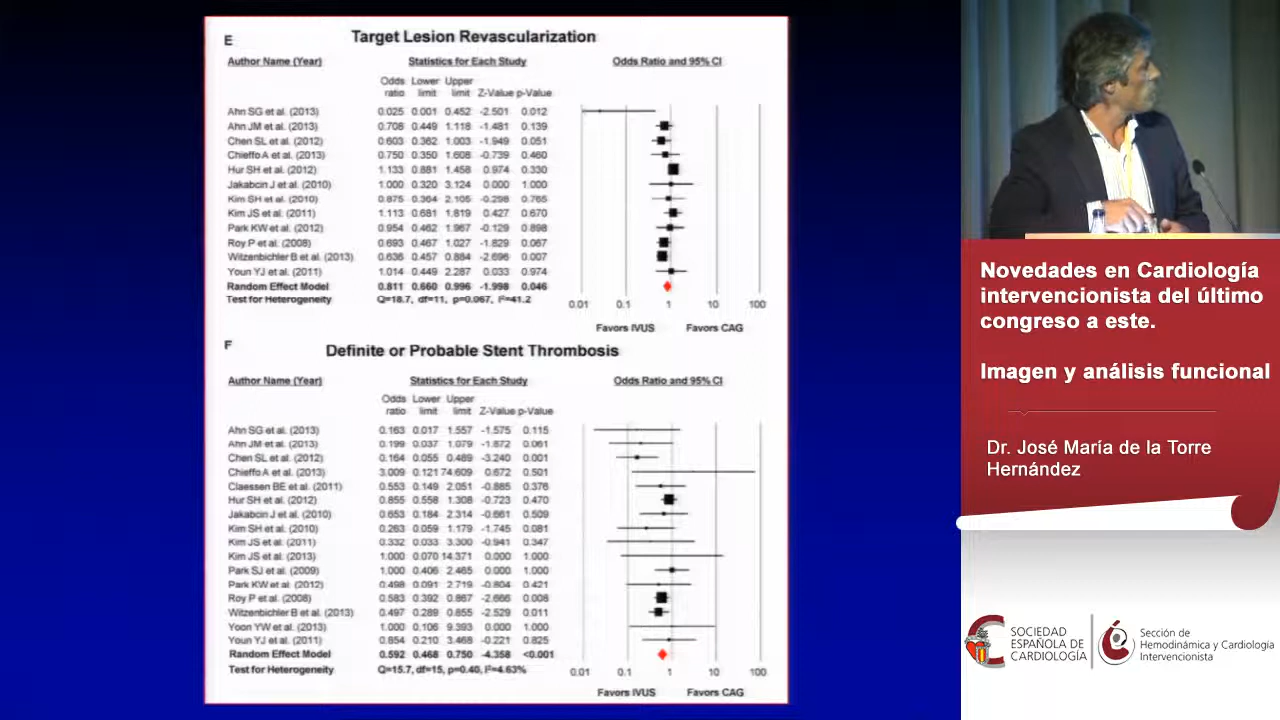 E
Target Lesion Revascularization
Author Name (Year) Statistics for Each Study Odds Ratio and 95% CI
Odds Lower Upper
ratio limit limit Z-Value p-Value
Ahn SG et al. (2013) 0.025 0.001 0.452 -2.501 0.012
Ahn JM et al. (2013) 0.708 0.449 1.118 -1.481 0.139
Chen SL et al. (2012) 0.603 0.362 1.003 -1.949 0.051
Chieffo A et al. (2013) 0.750 0.350 1.608 -0.739 0.460
Hur SH et al. (2012) 1.133 0.881 1.458 0.974 0.330
Jakabcin J et al. (2010) 1.000 0.320 3.124 0.000 1.000
Kim SH et al. (2010) 0.875 0.364 2.105 -0.298 0.765
Kim JS et al. (2011) 1.113 0.681 1.819 0.427 0.670
Park KW et al. (2012) 0.954 0.462 1.967 -0.129 0.898
Roy P et al. (2008) 0.693 0.467 1.027 -1.829 0.067
Witzenbichler B et al. (2013) 0.636 0.457 0.884 -2.696 0.007
Youn YJ et al. (2011) 1.014 0.449 2.287 0.033 0.974
Random Effect Model 0.811 0.660 0.996 -1.998 0.046
Test for Heterogeneity Q=18.7, df=11, p=0.067, I²=41.2
0.01 0.1 1 10 100
Favors IVUS Favors CAG
F
Definite or Probable Stent Thrombosis
Author Name (Year) Statistics for Each Study Odds Ratio and 95% CI
Odds Lower Upper
ratio limit limit Z-Value p-Value
Ahn SG et al. (2013) 0.163 0.017 1.557 -1.575 0.115
Ahn JM et al. (2013) 0.199 0.037 1.079 -1.872 0.061
Chen SL et al. (2012) 0.164 0.055 0.489 -3.240 0.001
Chieffo A et al. (2013) 3.009 0.121 74.609 0.672 0.501
Claessen BE et al. (2011) 0.553 0.149 2.051 -0.885 0.376
Hur SH et al. (2012) 0.855 0.558 1.308 -0.723 0.470
Jakabcin J et al. (2010) 0.653 0.184 2.314 -0.661 0.509
Kim SH et al. (2010) 0.263 0.059 1.179 -1.745 0.081
Kim JS et al. (2011) 0.332 0.033 3.300 -0.941 0.347
Kim JS et al. (2013) 1.000 0.070 14.371 0.000 1.000
Park SJ et al. (2009) 1.000 0.406 2.465 0.000 1.000
Park KW et al. (2012) 0.498 0.091 2.719 -0.804 0.421
Roy P et al. (2008) 0.583 0.392 0.867 -2.666 0.008
Witzenbichler B et al. (2013) 0.497 0.289 0.855 -2.529 0.011
Yoon YW et al. (2013) 1.000 0.106 9.393 0.000 1.000
Youn YJ et al. (2011) 0.854 0.210 3.468 -0.221 0.825
Random Effect Model 0.592 0.468 0.750 -4.358 <0.001
Test for Heterogeneity Q=15.7, df=15, p=0.40, I²=4.63%
0.01 0.1 1 10 100
Favors IVUS Favors CAG
Novedades en Cardiología
intervencionista del último
congreso a este.
Imagen y análisis funcional
Dr. José María de la Torre
Hernández
SOCIEDAD
ESPAÑOLA DE
CARDIOLOGÍA
Sección de
Hemodinámica y Cardiología
Intervencionista